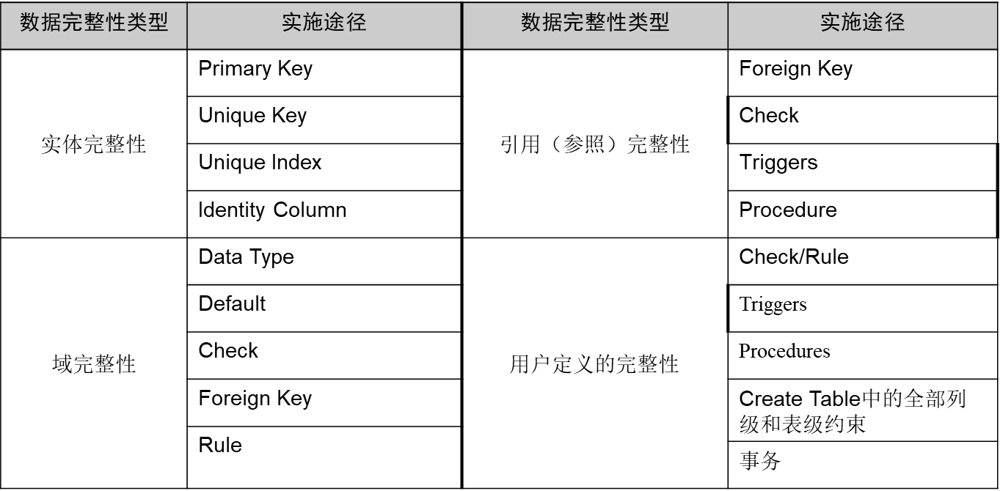 数据完整性类型 实施途径 数据完整性类型 实施途径
Primary Key Foreign Key
Unique Key Check
实体完整性 引用（参照）完整性
Unique Index Triggers
Identity Column Procedure
Data Type Check/Rule
Default Triggers
Check Procedures
域完整性 用户定义的完整性
Foreign Key Create Table中的全部列
级和表级约束
Rule 事务